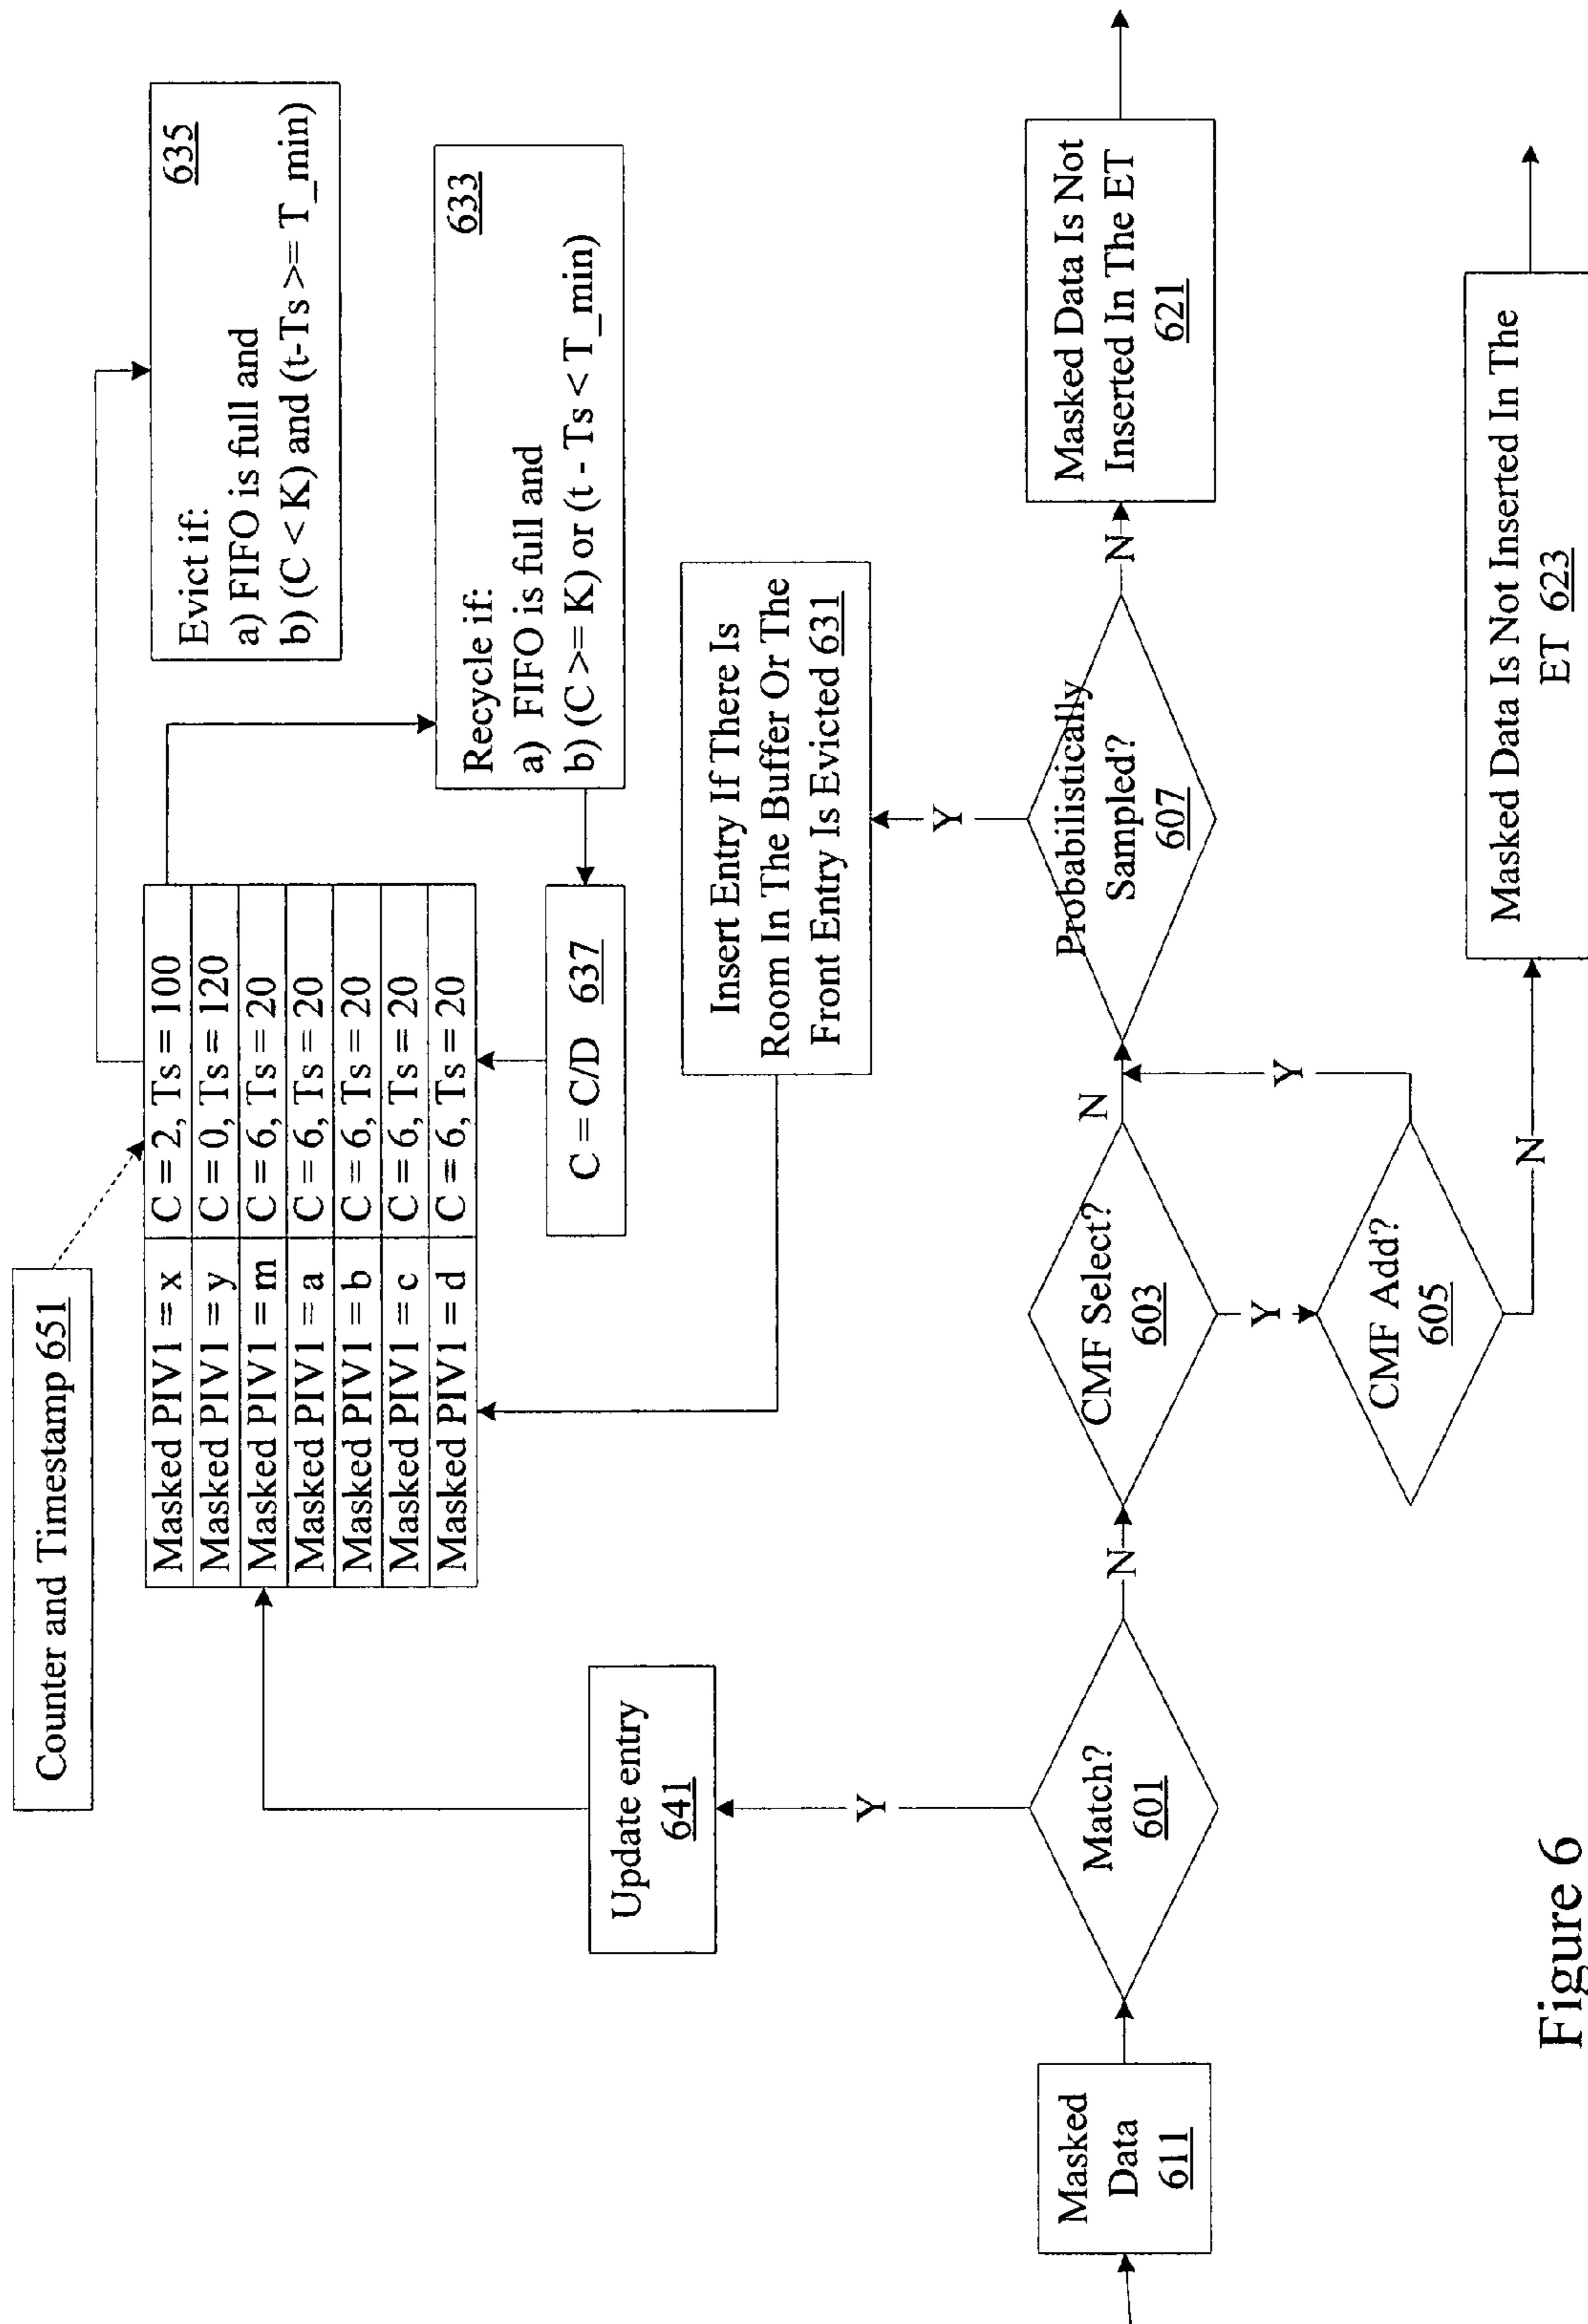 Counter and Timestamp 651
Masked PIV1 = x
C = 2, Ts = 100
Masked PIV1 = y
C = 0, Ts = 120
Masked PIV1 = m
C = 6, Ts = 20
Masked PIV1 = a
C = 6, Ts = 20
Masked PIV1 = b
C = 6, Ts = 20
Masked PIV1 = c
C = 6, Ts = 20
Masked PIV1 = d
C = 6, Ts = 20
635
Evict if:
a) FIFO is full and
b) (C < K) and (t-Ts >= T_min)
633
Recycle if:
a) FIFO is full and
b) (C >= K) or (t - Ts < T_min)
C = C/D 637
Update entry
641
Insert Entry If There Is
Room In The Buffer Or The
Front Entry Is Evicted 631
Masked
Data
611
Match?
601
Y
N
CMF Select?
603
N
Y
CMF Add?
605
Y
N
Probabilistically
Sampled?
607
Y
N
Masked Data Is Not
Inserted In The ET
621
Masked Data Is Not Inserted In The
ET 623
Figure 6